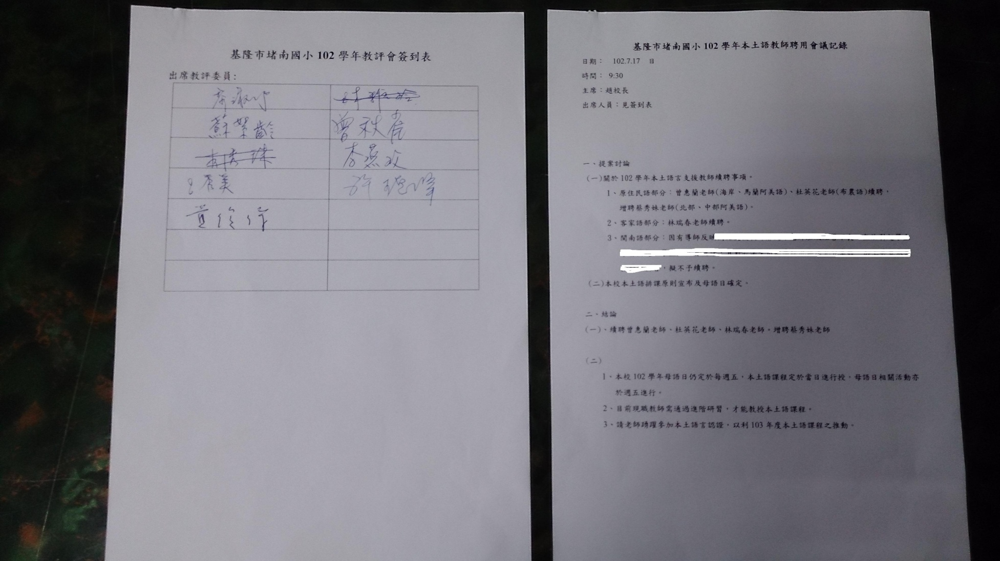 基隆市堵南國小 102 學年教評會簽到表
出席教評委員:
蘇絜齡 曾秋
李燕玫
秀美 許
黃
基隆市堵南國小 102 學年本土語教師聘用會議記錄
日期： 102.7.17 日
時間： 9:30
主席：趙校長
出席人員：見簽到表
一、提案討論
(一)關於 102 學年本土語言支援教師續聘事項。
1、原住民語部分：曾惠蘭老師(海岸、馬蘭阿美語)、杜英花老師(布農語)續聘，
增聘蔡秀妹老師(北部、中部阿美語)。
2、客家語部分：林瑞春老師續聘。
3、閩南語部分：因有導師反映
，擬不予續聘。
(二)本校本土語排課原則宣布及母語日確定。
二、結論
(一)、續聘曾惠蘭老師、杜英花老師、林瑞春老師。增聘蔡秀妹老師
(二)
1、本校 102 學年母語日仍定於每週五，本土語課程定於當日進行授，母語日相關活動亦
於週五進行。
2、目前現職教師需通過進階研習，才能教授本土語課程。
3、請老師踴躍參加本土語言認證，以利 103 年度本土語課程之推動。